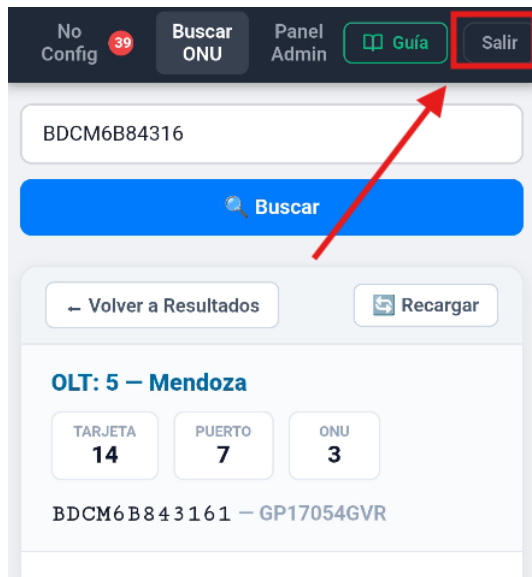 No Config 39 Buscar ONU Panel Admin Guía Salir
BDCM6B84316
Buscar
← Volver a Resultados Recargar
OLT: 5 — Mendoza
TARJETA PUERTO ONU
14 7 3
BDCM6B843161 — GP17054GVR